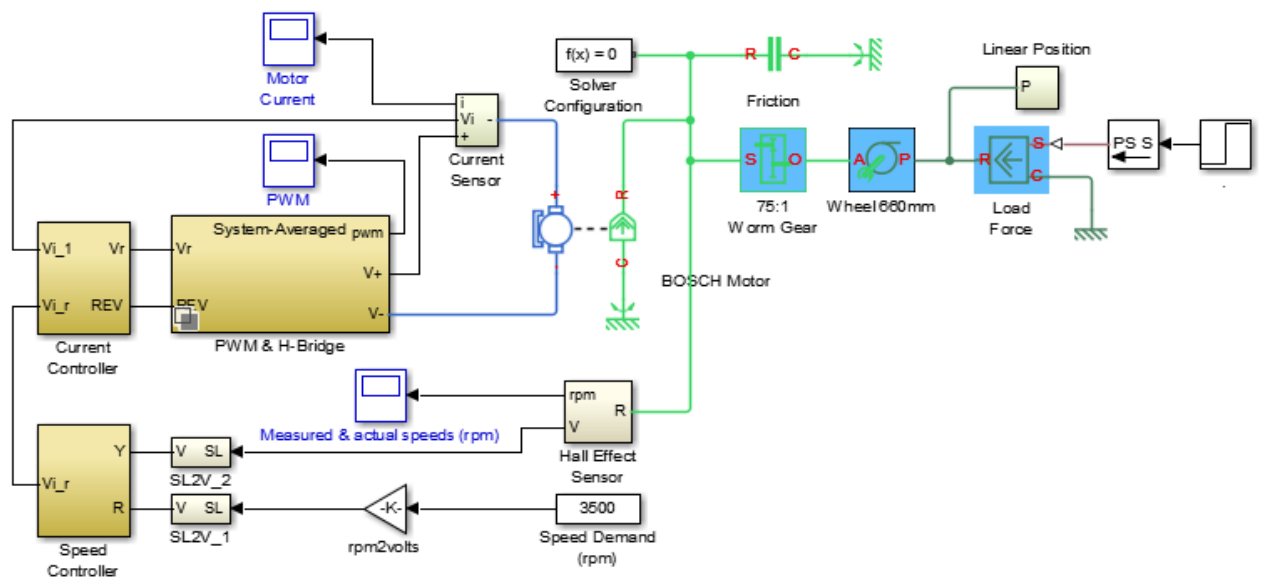 Motor
Current
f(x) = 0
Solver
Configuration
R
C
Friction
Linear Position
P
i
Vi
-
+
Current
Sensor
PWM
S
O
75:1
Worm Gear
A
P
Wheel 660mm
R
S
C
Load
Force
PS S
.
+
-
R
C
BOSCH Motor
Vi_1
Vr
Vi_r
REV
Current
Controller
System-Averaged
pwm
Vr
V+
V-
PWM & H-Bridge
Measured & actual speeds (rpm)
rpm
V
R
Hall Effect
Sensor
Y
Vi_r
R
Speed
Controller
V SL
SL2V_2
V SL
SL2V_1
-K-
rpm2volts
3500
Speed Demand
(rpm)